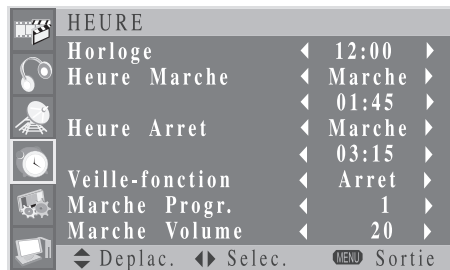 HEURE
Horloge 12:00
Heure Marche Marche
01:45
Heure Arret Marche
03:15
Veille-fonction Arret
Marche Progr. 1
Marche Volume 20
Deplac. Selec. MENU Sortie